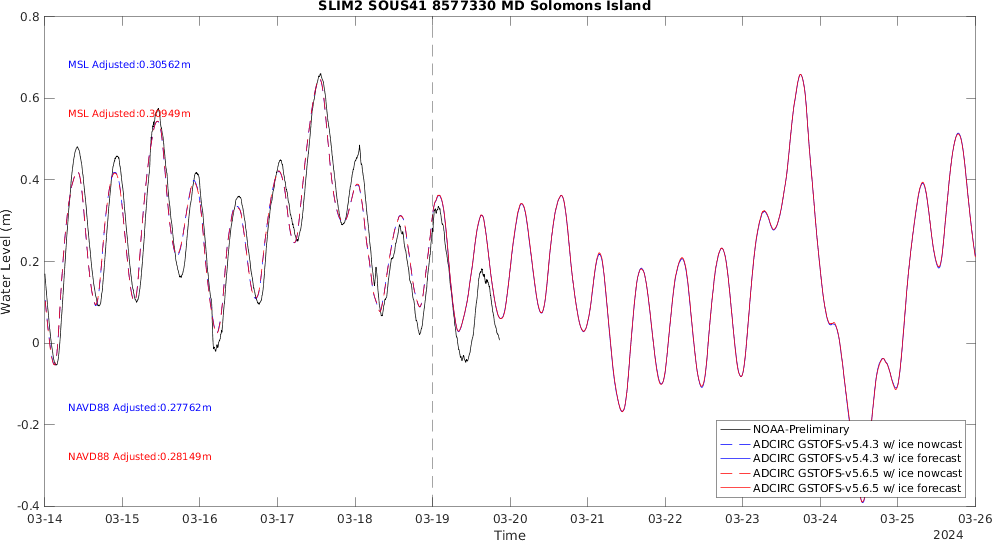 SLIM2 SOUS41 8577330 MD Solomons Island
Water Level (m)
0.8
0.6
0.4
0.2
0
-0.2
-0.4
MSL Adjusted:0.30562m
MSL Adjusted:0.30949m
NAVD88 Adjusted:0.27762m
NAVD88 Adjusted:0.28149m
NOAA-Preliminary
ADCIRC GSTOFS-v5.4.3 w/ ice nowcast
ADCIRC GSTOFS-v5.4.3 w/ ice forecast
ADCIRC GSTOFS-v5.6.5 w/ ice nowcast
ADCIRC GSTOFS-v5.6.5 w/ ice forecast
03-14 03-15 03-16 03-17 03-18 03-19 03-20 03-21 03-22 03-23 03-24 03-25 03-26
Time
2024